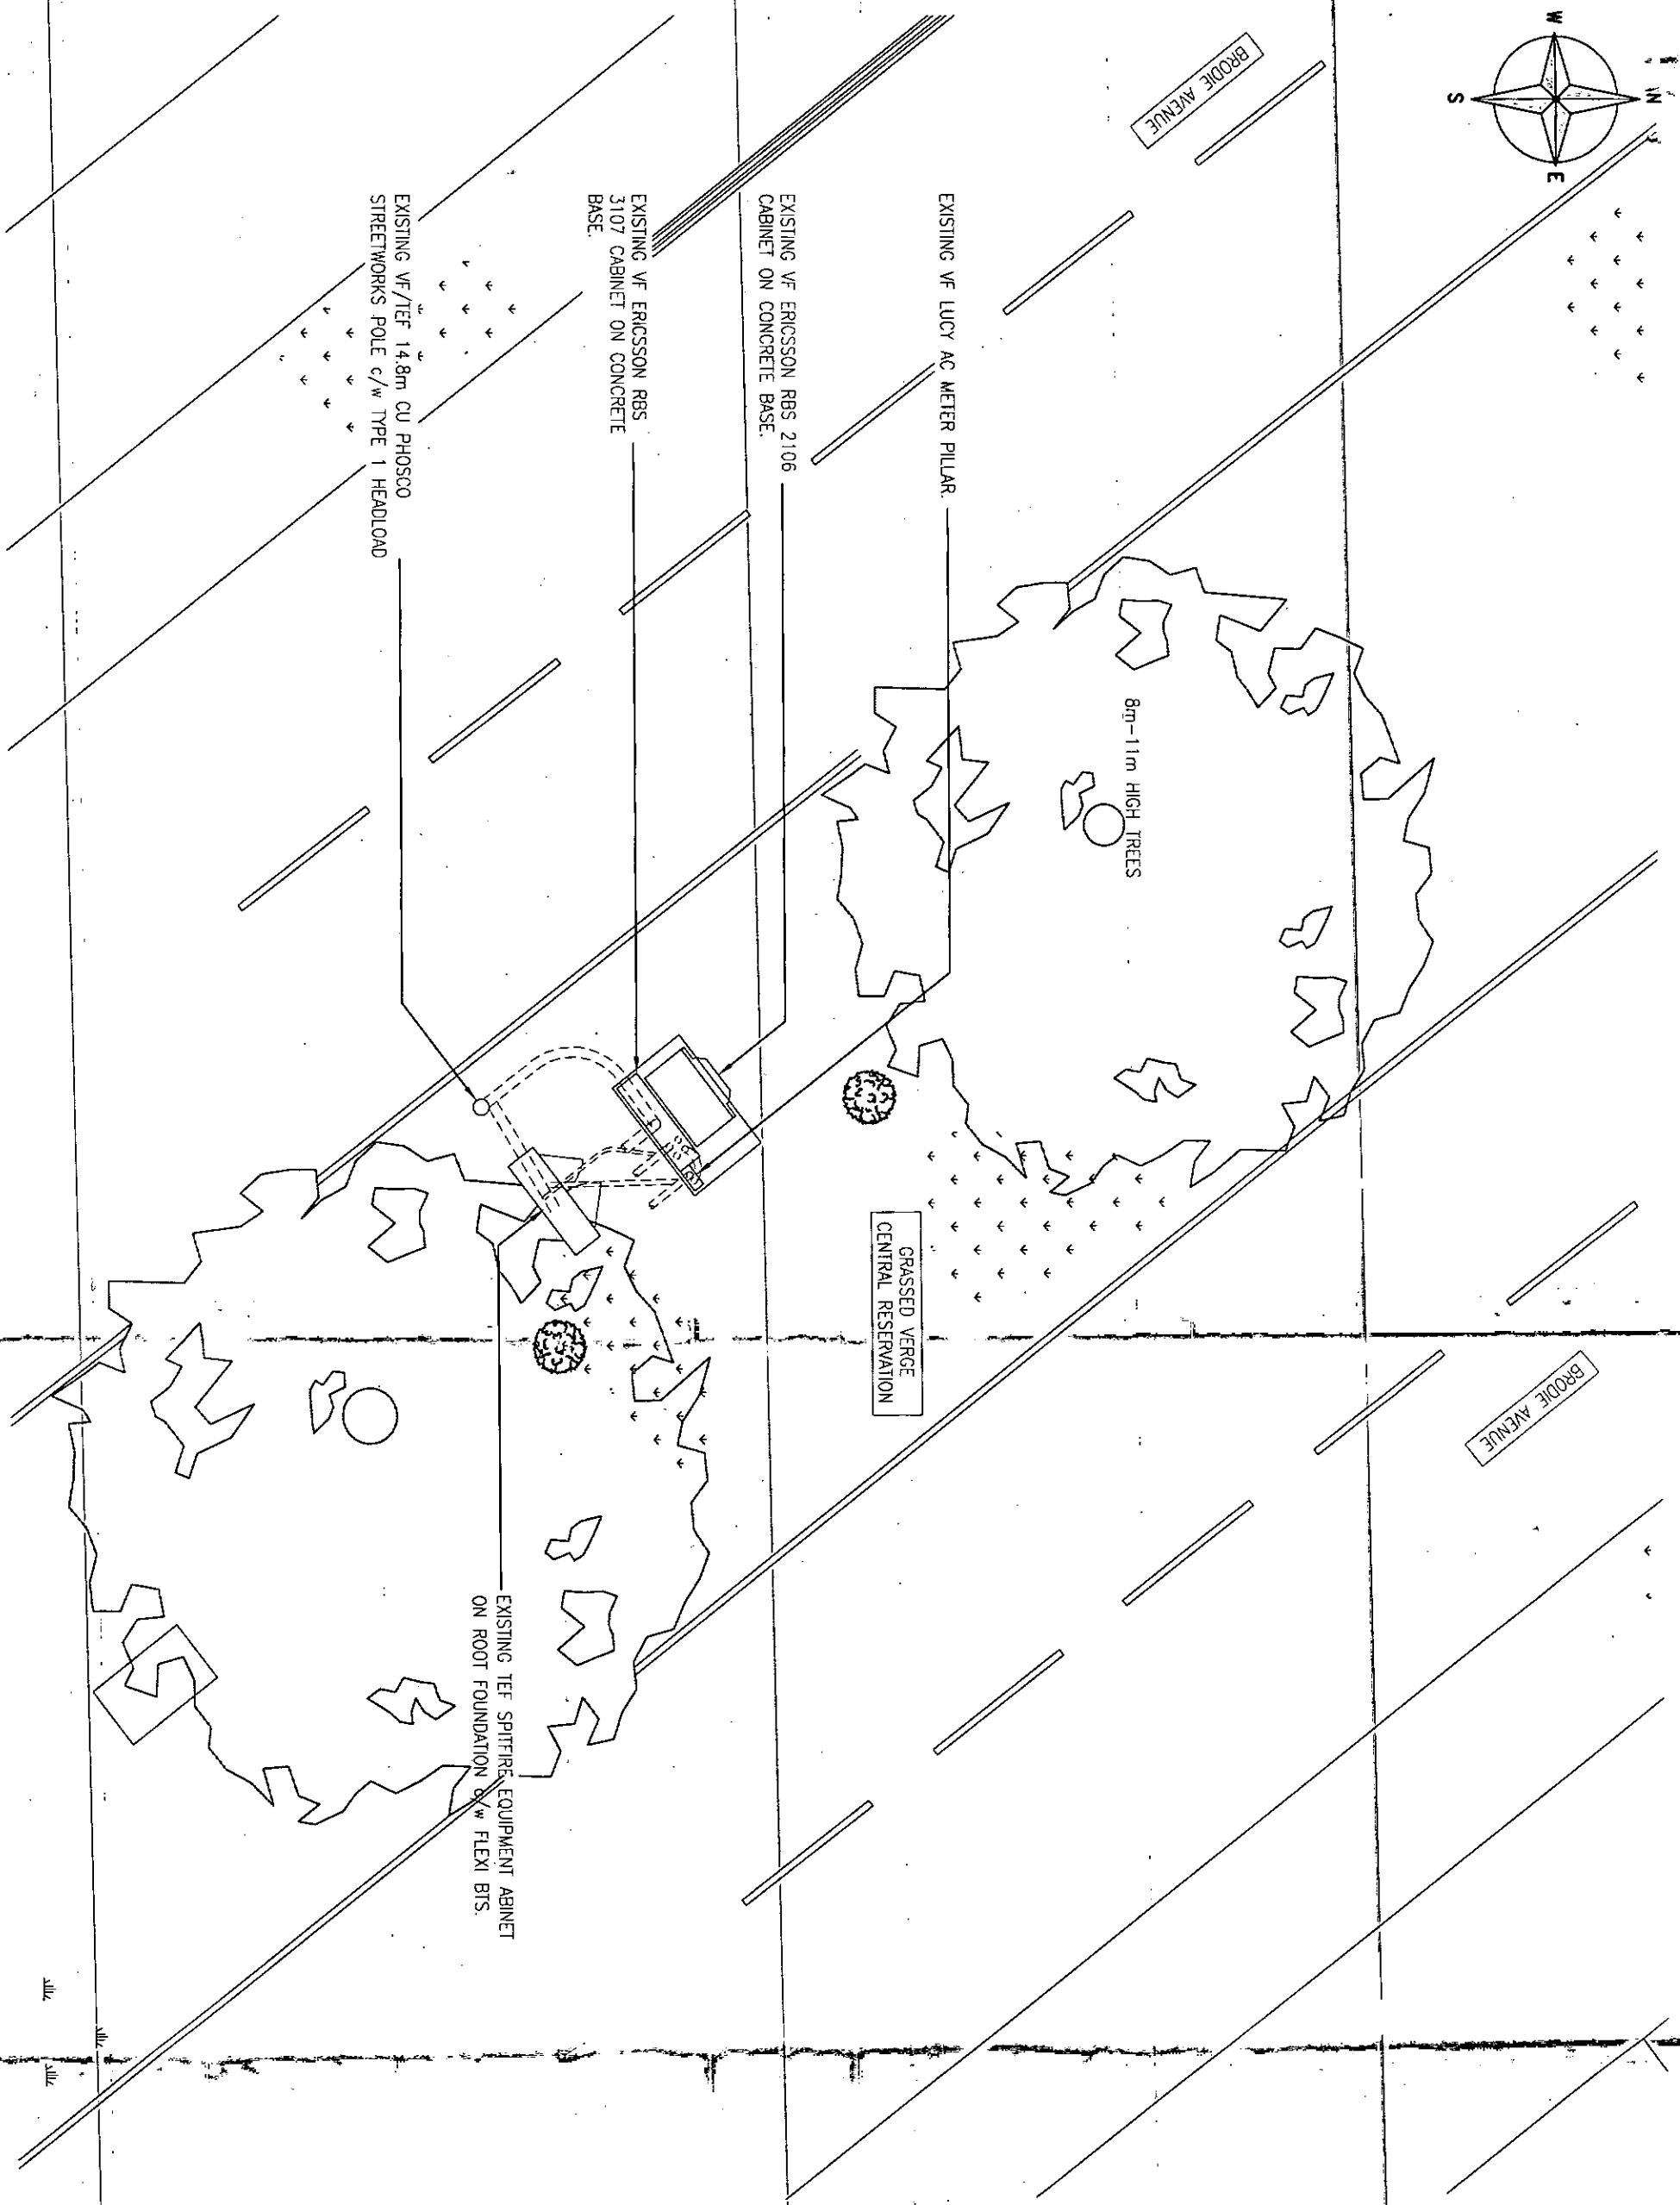 N
W
E
S
BRODIE AVENUE
BRODIE AVENUE
8m-11m HIGH TREES
EXISTING VF LUCY AC METER PILLAR.
GRASSED VERGE
CENTRAL RESERVATION
EXISTING VF ERICSSON RBS 2106
CABINET ON CONCRETE BASE.
EXISTING VF ERICSSON RBS
3107 CABINET ON CONCRETE
BASE.
EXISTING TEF SPITFIRE EQUIPMENT ABINET
ON ROOT FOUNDATION c/w FLEXI BTS.
EXISTING VF/TEF 14.8m CU PHOSCO
STREETWORKS POLE c/w TYPE 1 HEADLOAD